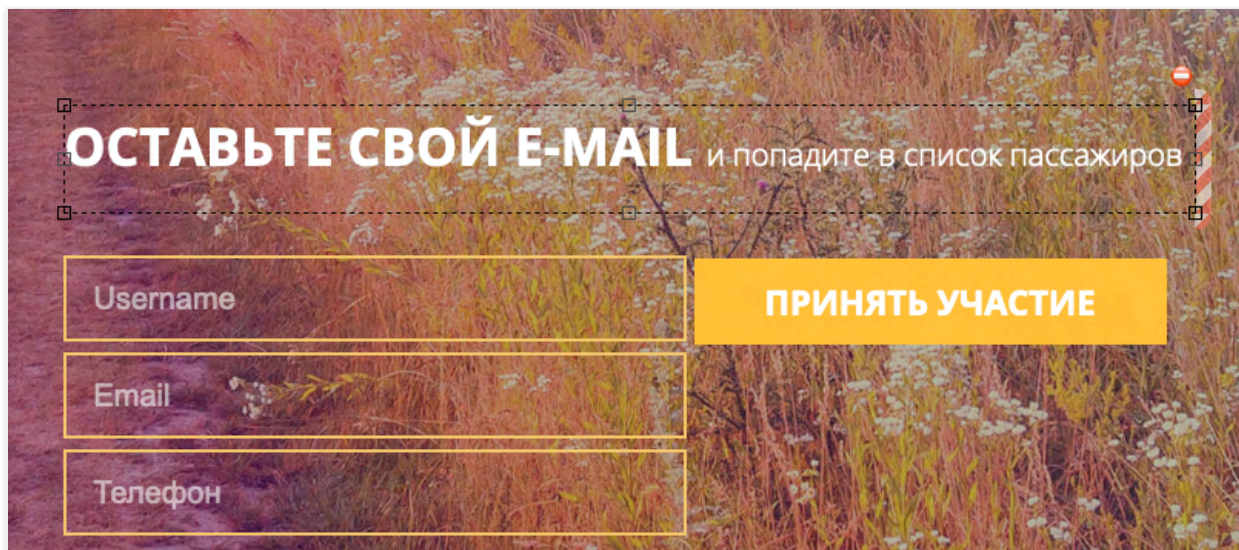 ОСТАВЬТЕ СВОЙ E-MAIL и попадите в список пассажиров
Username
ПРИНЯТЬ УЧАСТИЕ
Email
Телефон